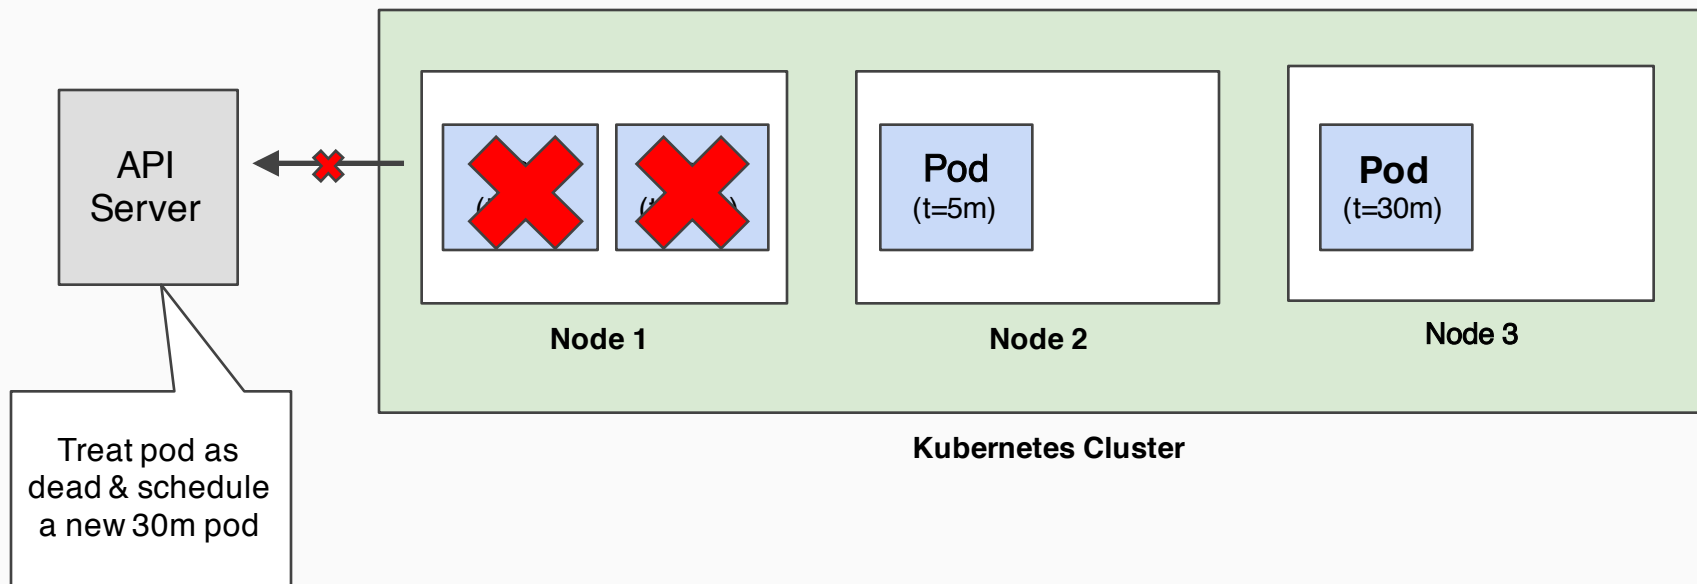 API
Server
Pod
(t=5m)
Pod
(t=30m)
Node 1
Node 2
Node 3
Kubernetes Cluster
Treat pod as
dead & schedule
a new 30m pod